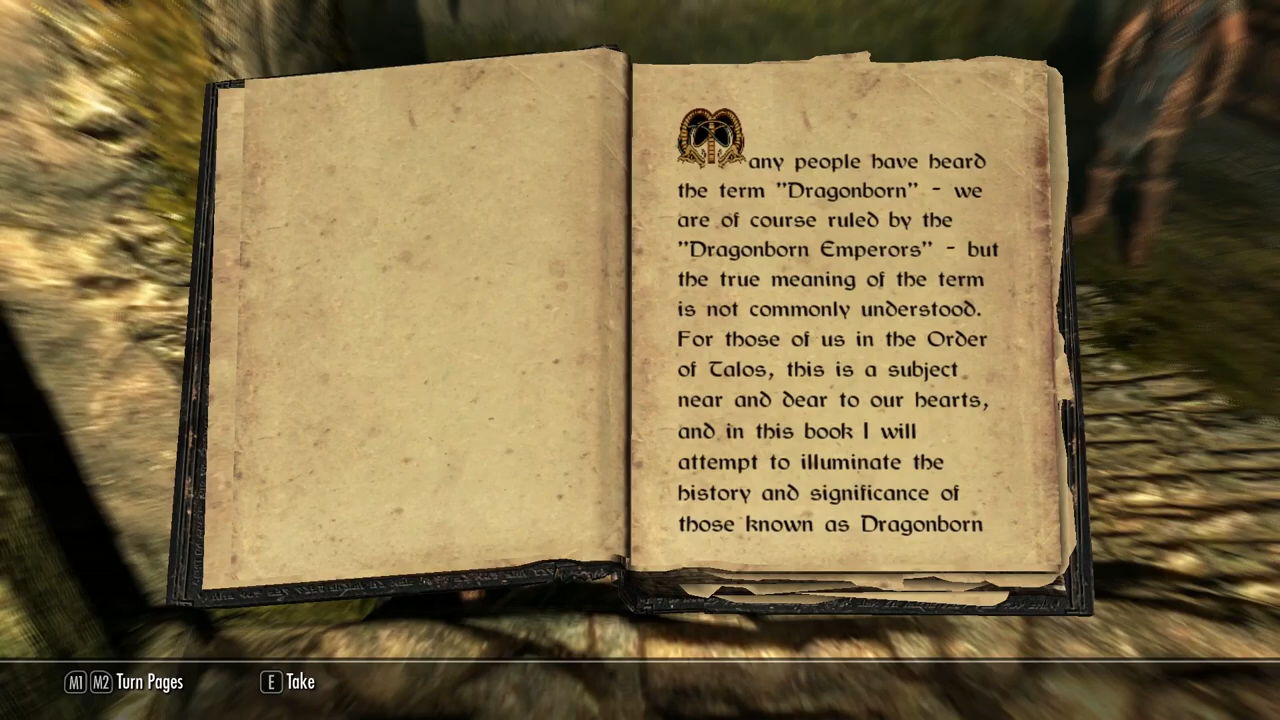 Many people have heard
the term "Dragonborn" - we
are of course ruled by the
"Dragonborn Emperors" - but
the true meaning of the term
is not commonly understood.
For those of us in the Order
of Talos, this is a subject
near and dear to our hearts,
and in this book I will
attempt to illuminate the
history and significance of
those known as Dragonborn
M1 M2 Turn Pages
E Take